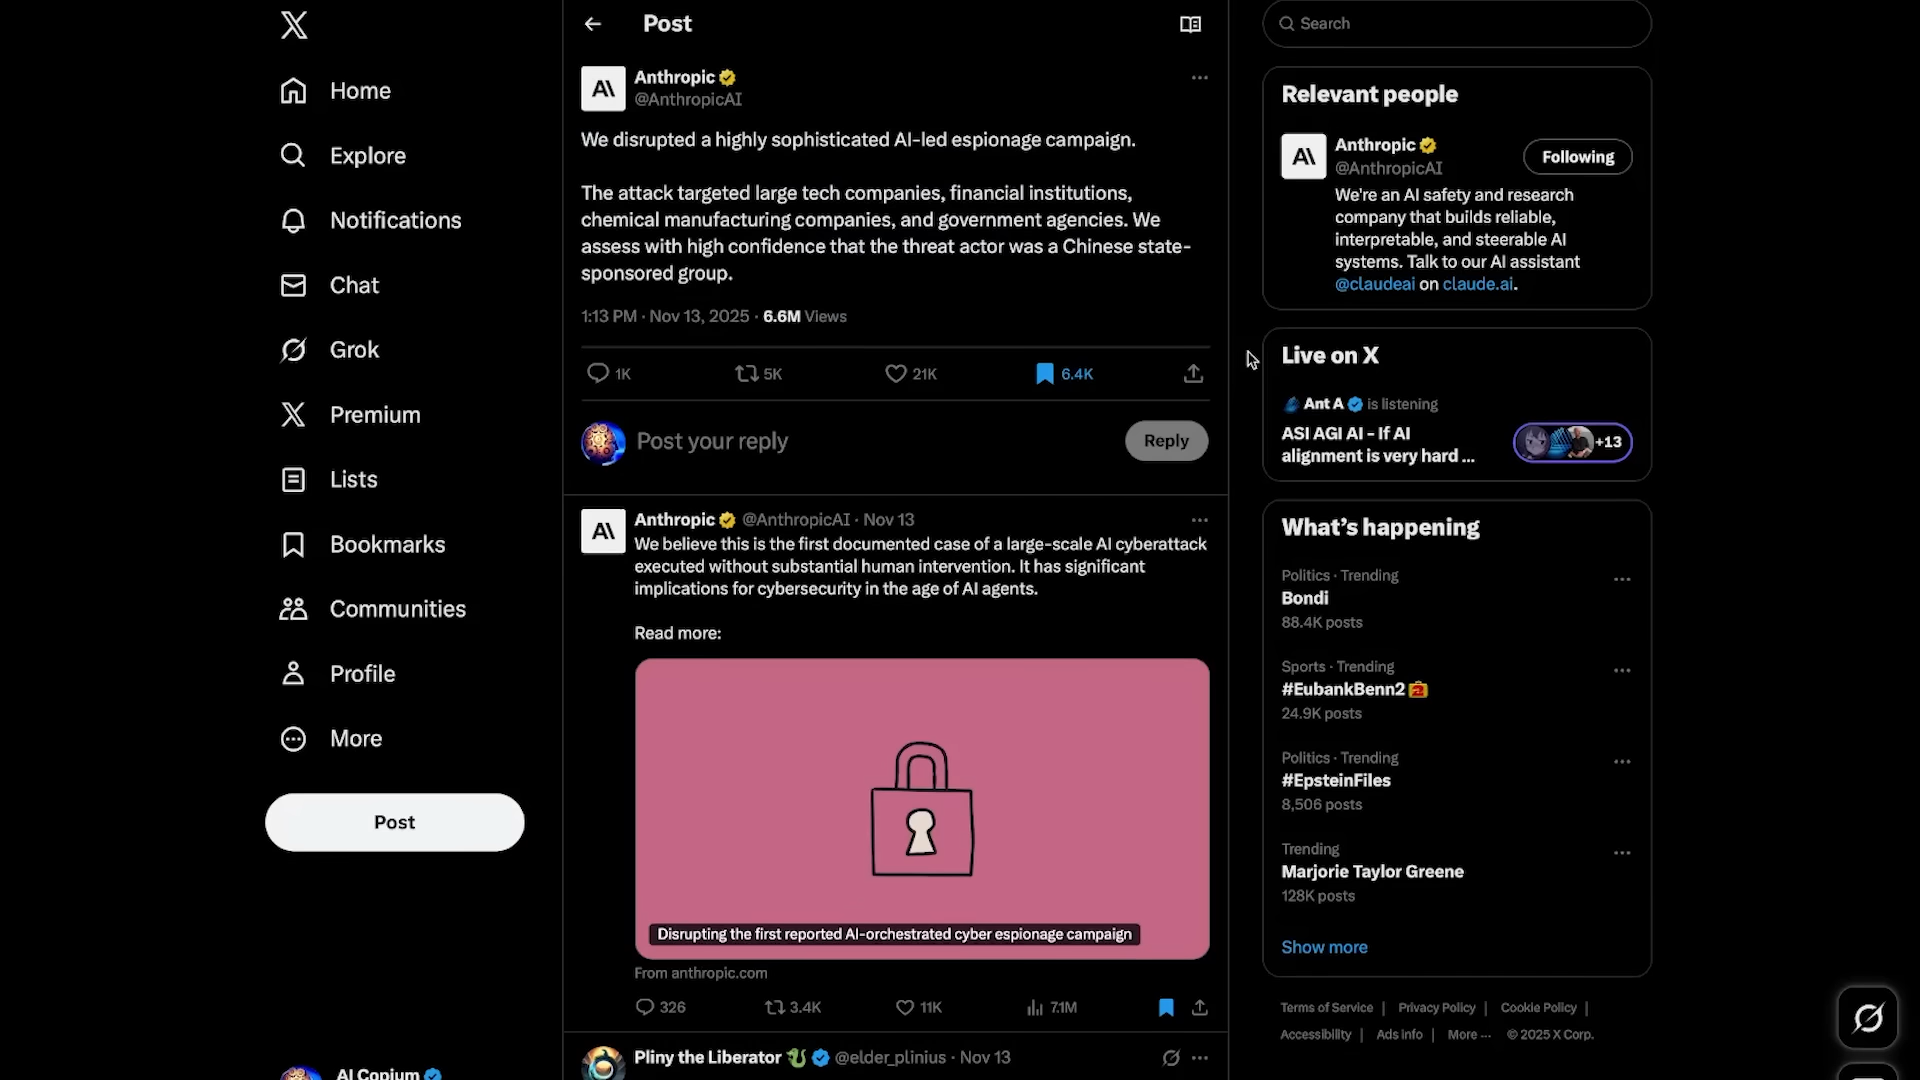 Home
Explore
Notifications
Chat
Grok
Premium
Lists
Bookmarks
Communities
Profile
More
Post
AI Copium
Post
Anthropic
@AnthropicAI
We disrupted a highly sophisticated AI-led espionage campaign.
The attack targeted large tech companies, financial institutions,
chemical manufacturing companies, and government agencies. We
assess with high confidence that the threat actor was a Chinese state-
sponsored group.
1:13 PM · Nov 13, 2025 · 6.6M Views
1K 5K 21K 6.4K
Post your reply
Reply
Anthropic @AnthropicAI · Nov 13
We believe this is the first documented case of a large-scale AI cyberattack
executed without substantial human intervention. It has significant
implications for cybersecurity in the age of AI agents.
Read more:
Disrupting the first reported AI-orchestrated cyber espionage campaign
From anthropic.com
326 3.4K 11K 7.1M
Pliny the Liberator @elder_plinius · Nov 13
Search
Relevant people
Anthropic
@AnthropicAI
Following
We're an AI safety and research
company that builds reliable,
interpretable, and steerable AI
systems. Talk to our AI assistant
@claudeai on claude.ai.
Live on X
Ant A is listening
ASI AGI AI - If AI
alignment is very hard ...
+13
What's happening
Politics · Trending
Bondi
88.4K posts
Sports · Trending
#EubankBenn2
24.9K posts
Politics · Trending
#EpsteinFiles
8,506 posts
Trending
Marjorie Taylor Greene
128K posts
Show more
Terms of Service | Privacy Policy | Cookie Policy |
Accessibility | Ads info | More ··· © 2025 X Corp.